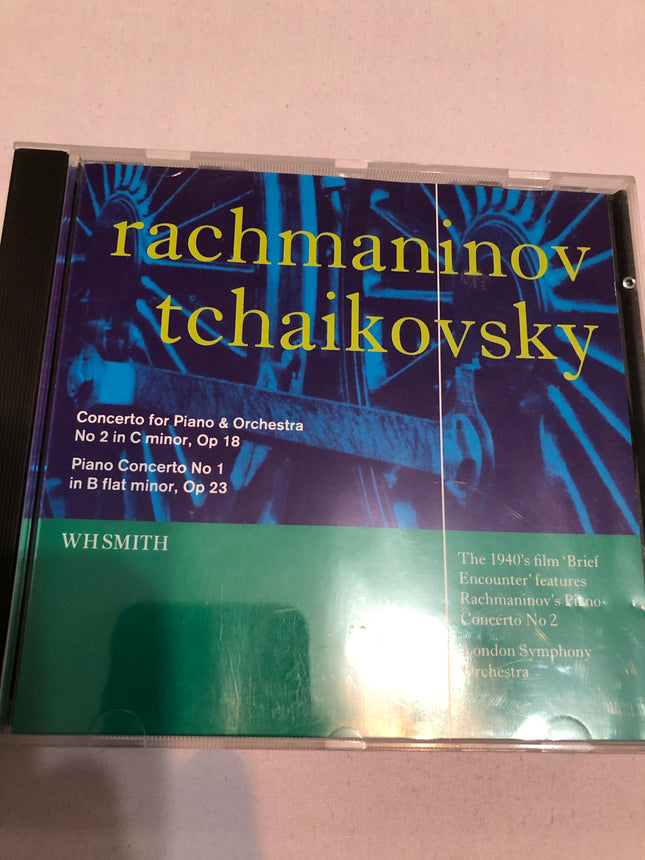 rachmaninov
tchaikovsky
Concerto for Piano & Orchestra
No 2 in C minor, Op 18
Piano Concerto No 1
in B flat minor, Op 23
WHSMITH
The 1940's film ‘Brief
Encounter’ features
Rachmaninov's Piano
Concerto No 2
London Symphony
Orchestra